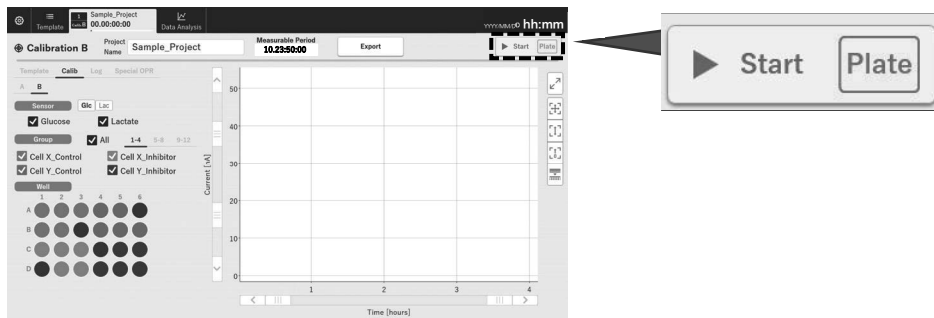 Template
1
Calib B
Sample_Project
00.00:00:00
Data Analysis
YYYY/MM/DD hh:mm
Calibration B
Project Name
Sample_Project
Measurable Period
10.23:50:00
Export
Start
Plate
Template Calib Log Special OPR
A B
Sensor
Glc Lac
Glucose Lactate
Group
All
1-4 5-8 9-12
Cell X_Control Cell X_Inhibitor
Cell Y_Control Cell Y_Inhibitor
Well
1 2 3 4 5 6
A
B
C
D
Current [nA]
50
40
30
20
10
0
1 2 3 4
Time [hours]
Start
Plate